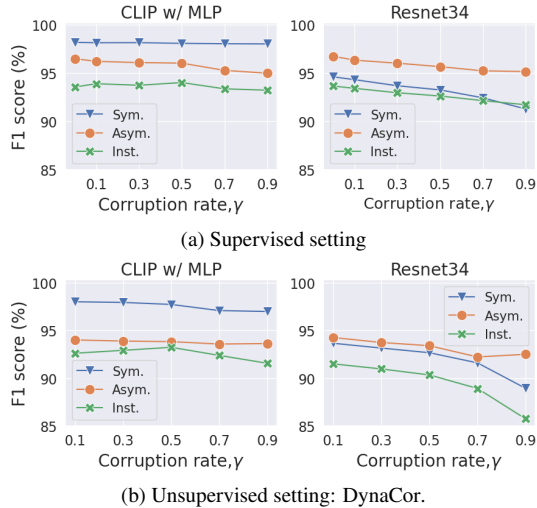 CLIP w/ MLP
Resnet34
F1 score (%)
100
95
90
85
Sym.
Asym.
Inst.
0.1 0.3 0.5 0.7 0.9
Corruption rate,γ
100
95
90
85
Sym.
Asym.
Inst.
0.1 0.3 0.5 0.7 0.9
Corruption rate,γ
(a) Supervised setting
CLIP w/ MLP
Resnet34
F1 score (%)
100
95
90
85
Sym.
Asym.
Inst.
0.1 0.3 0.5 0.7 0.9
Corruption rate,γ
100
95
90
85
Sym.
Asym.
Inst.
0.1 0.3 0.5 0.7 0.9
Corruption rate,γ
(b) Unsupervised setting: DynaCor.